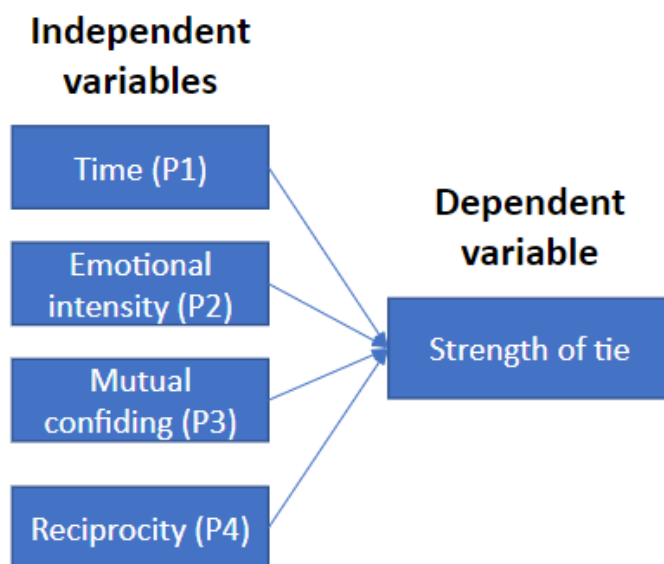 Independent
variables
Time (P1)
Emotional
intensity (P2)
Mutual
confiding (P3)
Reciprocity (P4)
Dependent
variable
Strength of tie